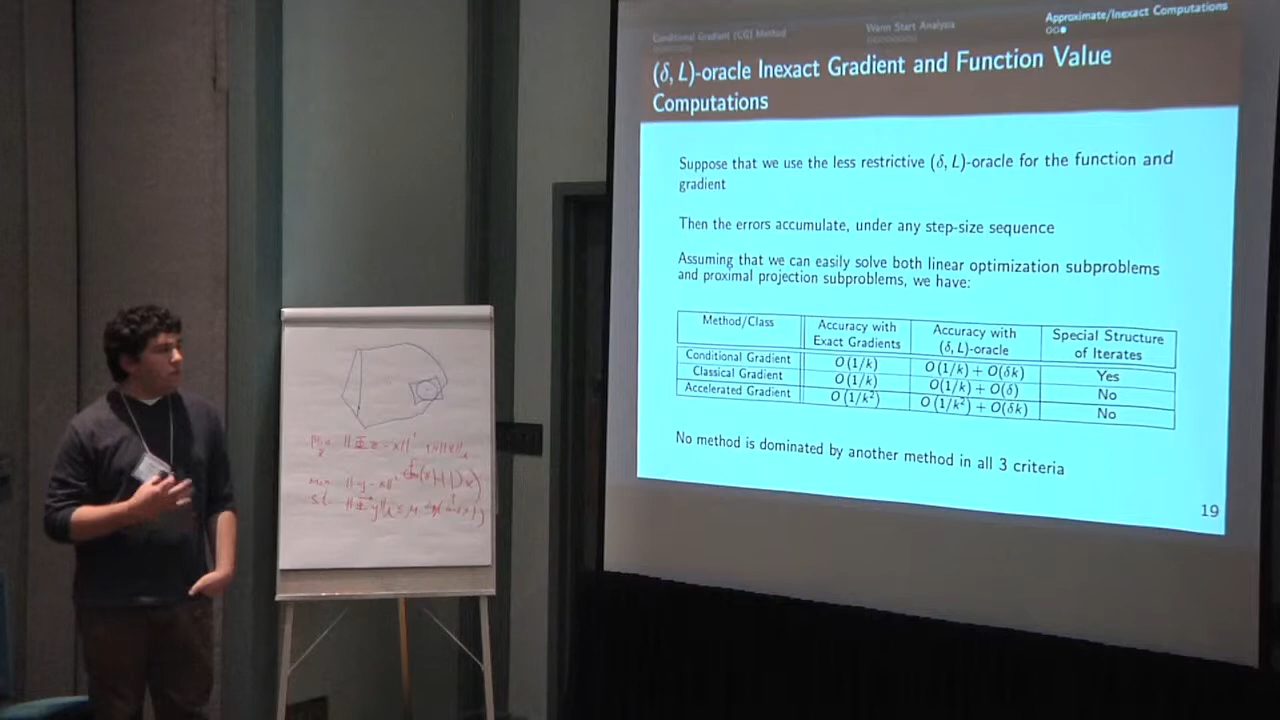 Conditional Gradient (CG) Method
Warm Start Analysis
Approximate/Inexact Computations
(δ, L)-oracle Inexact Gradient and Function Value
Computations
Suppose that we use the less restrictive (δ, L)-oracle for the function and
gradient
Then the errors accumulate, under any step-size sequence
Assuming that we can easily solve both linear optimization subproblems
and proximal projection subproblems, we have:
Method/Class Accuracy with Exact Gradients Accuracy with (δ, L)-oracle Special Structure of Iterates
Conditional Gradient O(1/k) O(1/k) + O(δk) Yes
Classical Gradient O(1/k) O(1/k) + O(δ) No
Accelerated Gradient O(1/k²) O(1/k²) + O(δk) No
No method is dominated by another method in all 3 criteria
19
min
s.t.